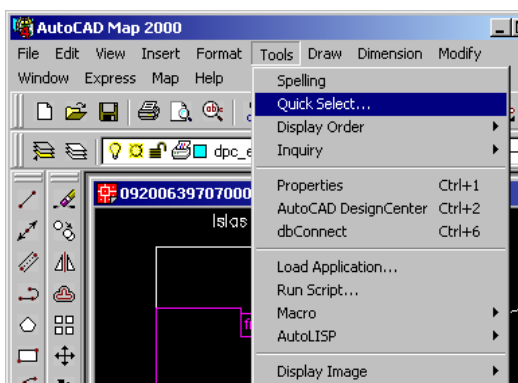 AutoCAD Map 2000
File Edit View Insert Format Tools Draw Dimension Modify
Window Express Map Help
Spelling
Quick Select...
Display Order
Inquiry
dpc_e
Properties Ctrl+1
AutoCAD DesignCenter Ctrl+2
dbConnect Ctrl+6
09200639707000
Islas
Load Application...
Run Script...
Macro
AutoLISP
Display Image